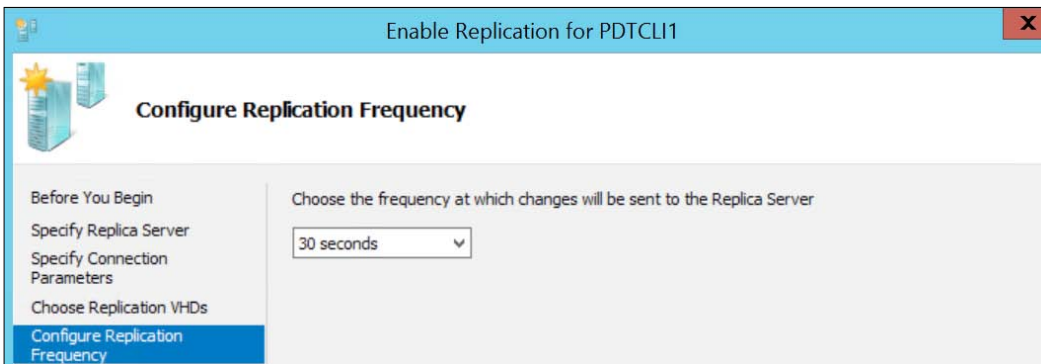 Enable Replication for PDTCLI1
x
Configure Replication Frequency
Before You Begin
Specify Replica Server
Specify Connection
Parameters
Choose Replication VHDs
Configure Replication
Frequency
Choose the frequency at which changes will be sent to the Replica Server
30 seconds